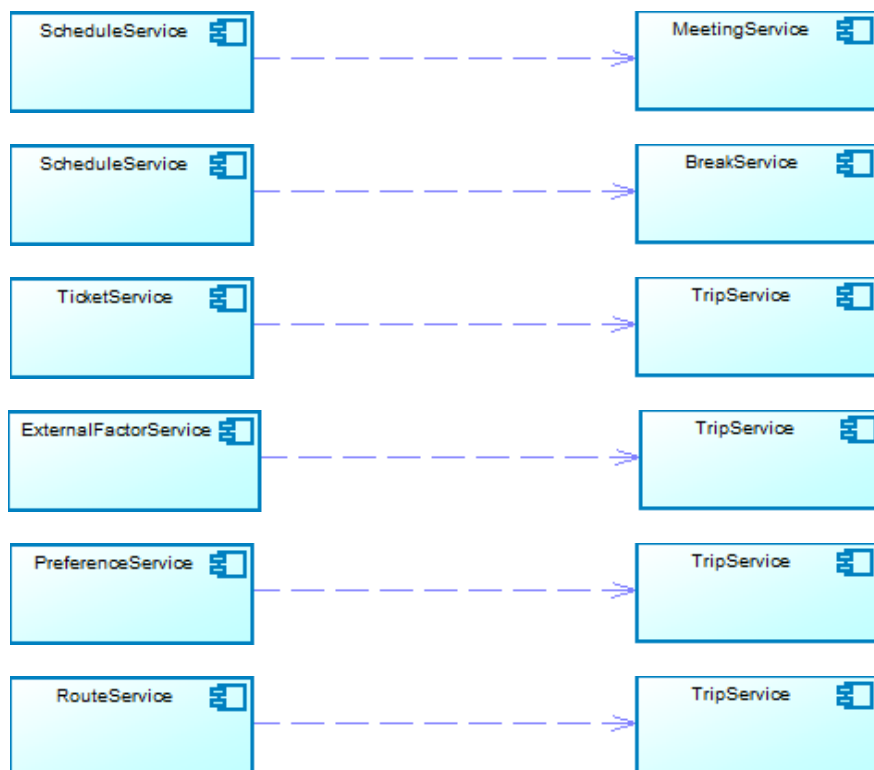 ScheduleService MeetingService
ScheduleService BreakService
TicketService TripService
ExternalFactorService TripService
PreferenceService TripService
RouteService TripService